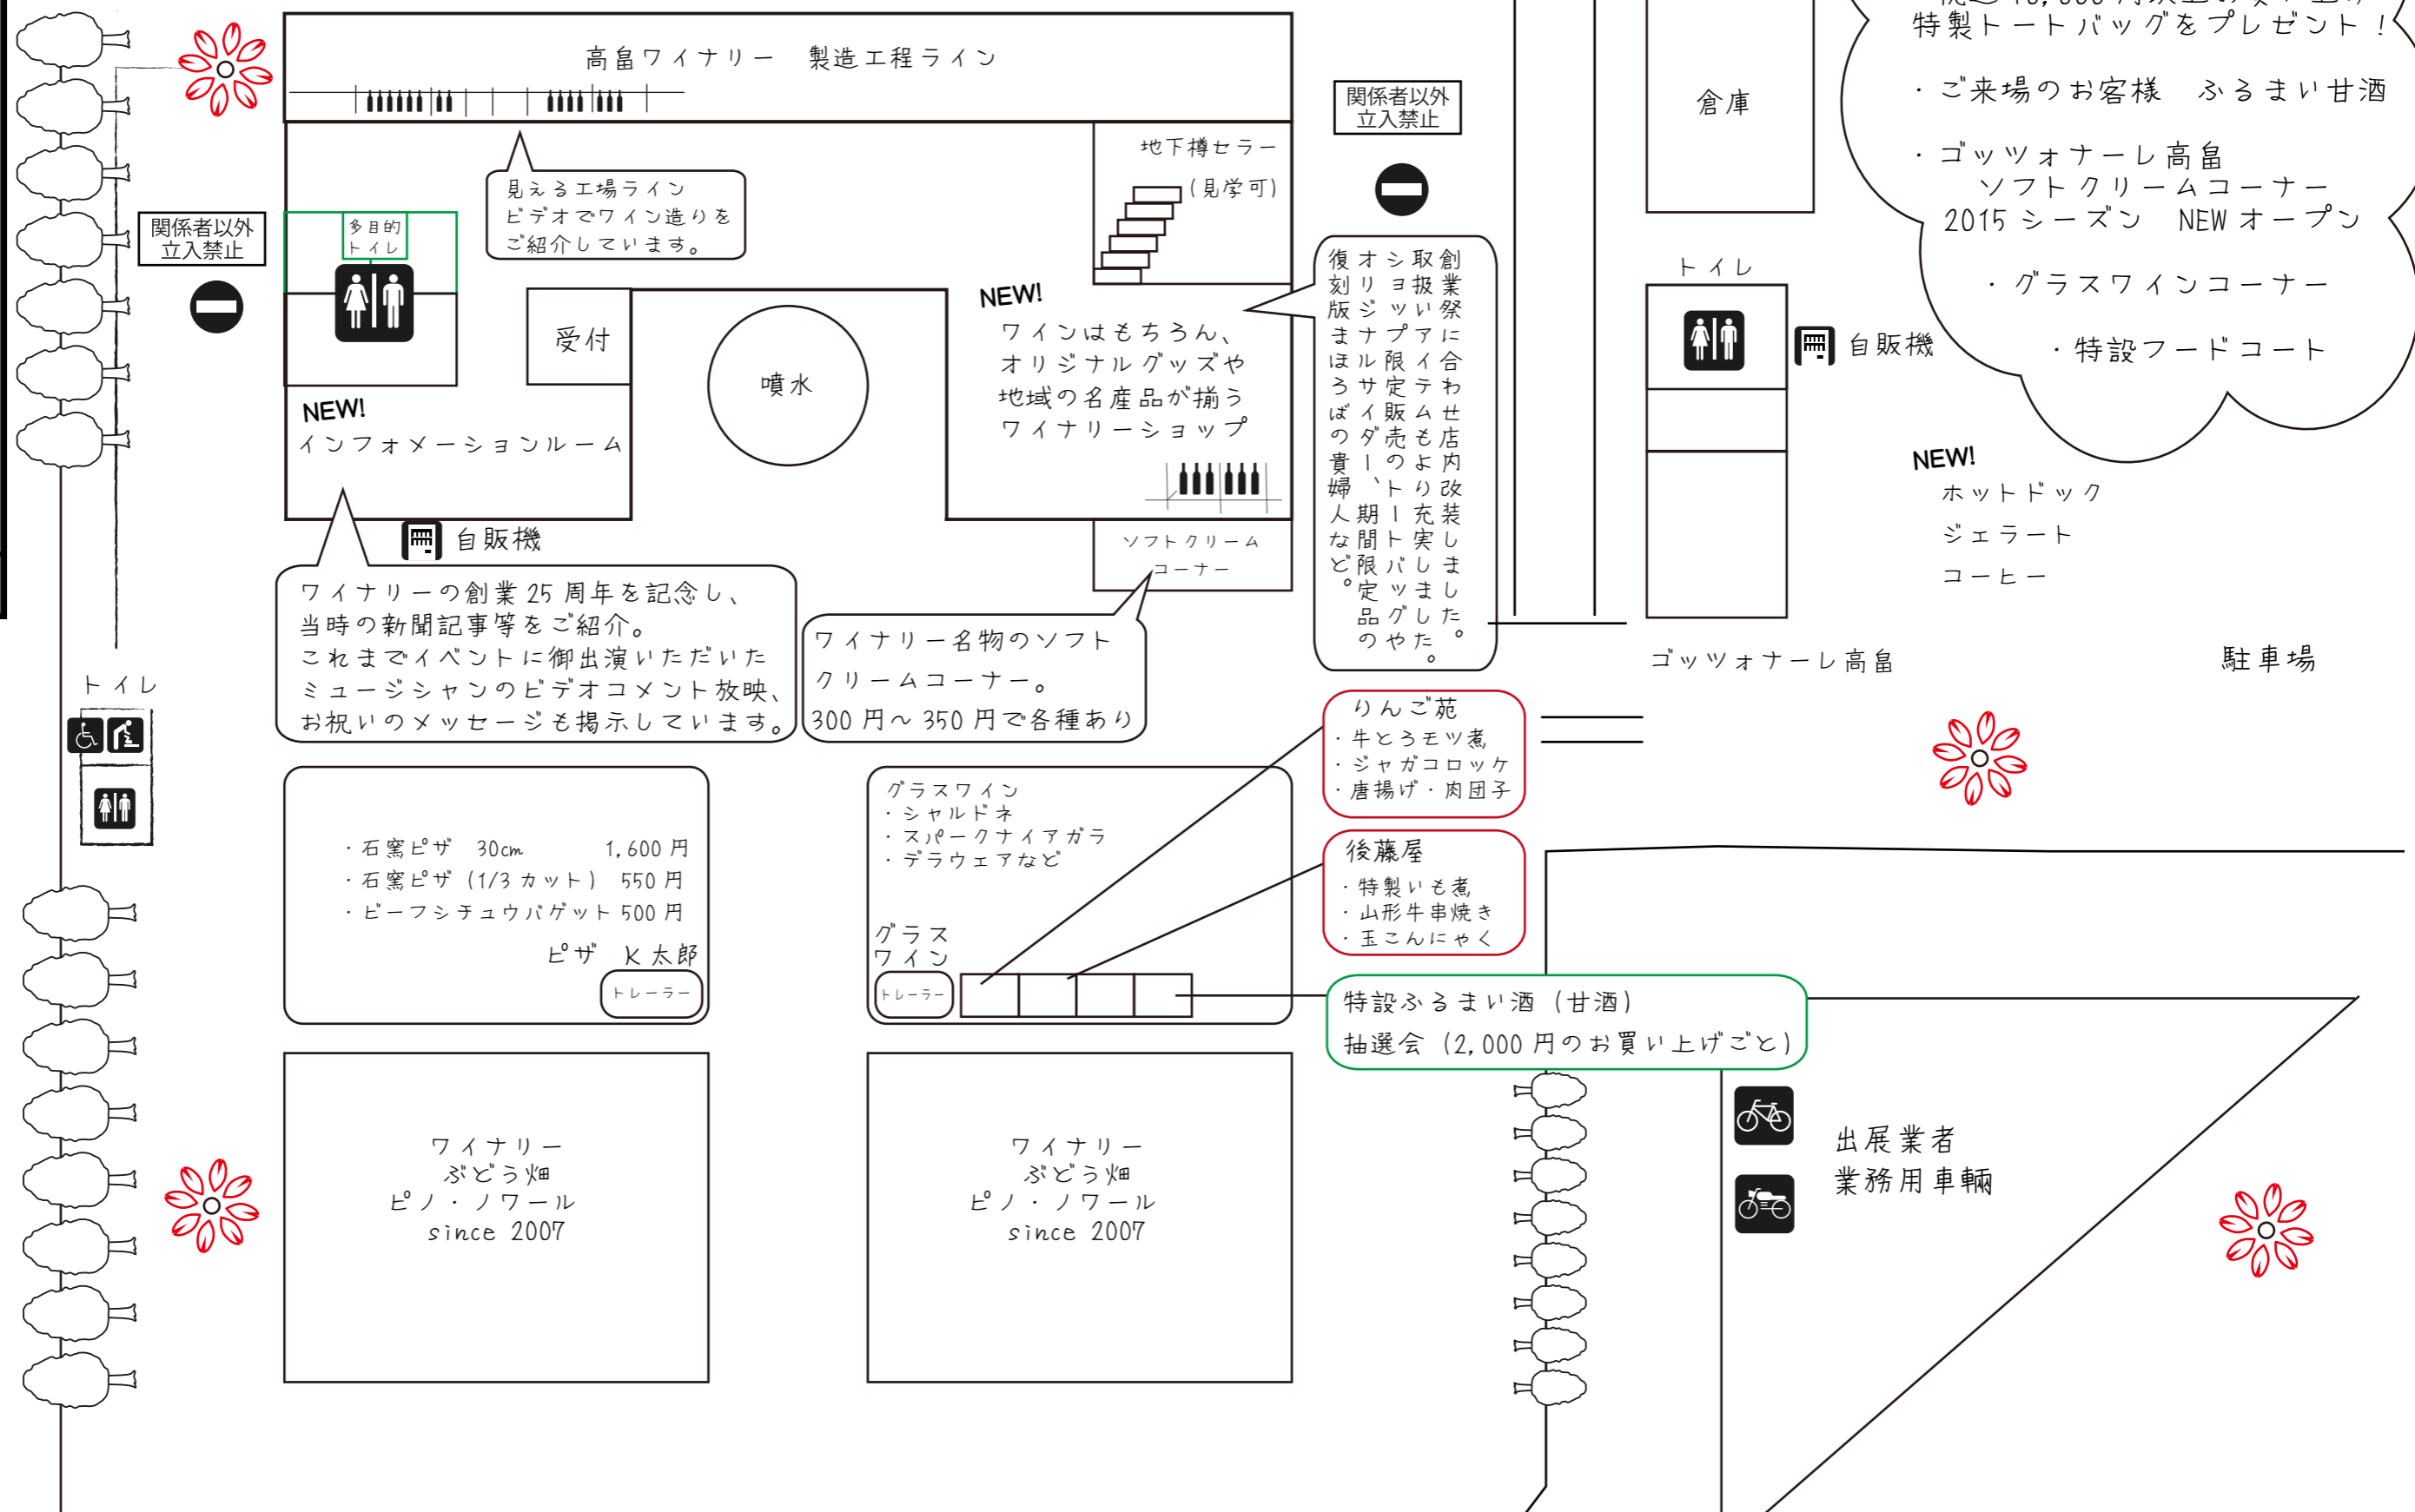 高畠ワイナリー 製造工程ライン
見える工場ライン
ビデオでワイン造りを
ご紹介しています。
地下樽セラー
(見学可)
関係者以外
立入禁止
多目的
トイレ
関係者以外
立入禁止
受付
噴水
NEW!
インフォメーションルーム
自販機
NEW!
ワインはもちろん、
オリジナルグッズや
地域の名産品が揃う
ワイナリーショップ
創業祭に合わせ店内改装しました。
取扱いアイテムもより充実しました。
ショップ限定販売のトートバッグや
オリジナルサイダー、期間限定品の
復刻版まほろばの貴婦人など。
ソフトクリーム
コーナー
ワイナリーの創業25周年を記念し、
当時の新聞記事等をご紹介。
これまでイベントに御出演いただいた
ミュージシャンのビデオコメント放映、
お祝いのメッセージも掲示しています。
ワイナリー名物のソフト
クリームコーナー。
300円～350円で各種あり
倉庫
特製トートバッグをプレゼント!
・ご来場のお客様 ふるまい甘酒
・ゴッツォナーレ高畠
ソフトクリームコーナー
2015シーズン NEWオープン
・グラスワインコーナー
・特設フードコート
トイレ
自販機
NEW!
ホットドック
ジェラート
コーヒー
ゴッツォナーレ高畠
駐車場
トイレ
・石窯ピザ 30cm 1,600円
・石窯ピザ(1/3カット) 550円
・ビーフシチュウバゲット500円
ピザ K太郎
トレーラー
グラスワイン
・シャルドネ
・スパークナイアガラ
・デラウェアなど
グラス
ワイン
トレーラー
りんご苑
・牛とろモツ煮
・ジャガコロッケ
・唐揚げ・肉団子
後藤屋
・特製いも煮
・山形牛串焼き
・玉こんにゃく
特設ふるまい酒(甘酒)
抽選会(2,000円のお買い上げごと)
ワイナリー
ぶどう畑
ピノ・ノワール
since 2007
ワイナリー
ぶどう畑
ピノ・ノワール
since 2007
出展業者
業務用車輌